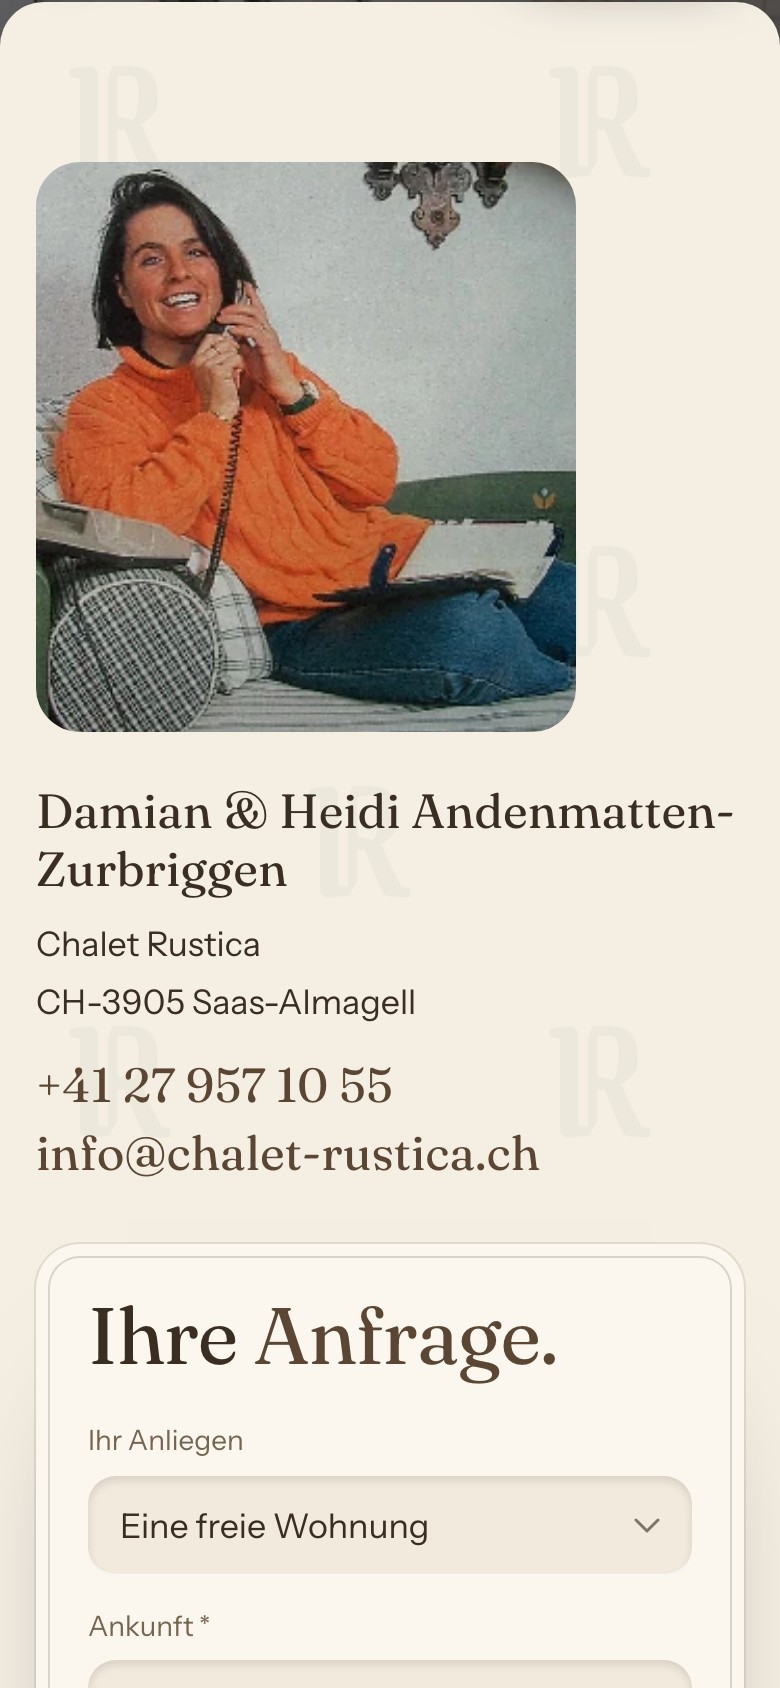 Damian & Heidi Andenmatten-
Zurbriggen
Chalet Rustica
CH-3905 Saas-Almagell
+41 27 957 10 55
info@chalet-rustica.ch
Ihre Anfrage.
Ihr Anliegen
Eine freie Wohnung
Ankunft *